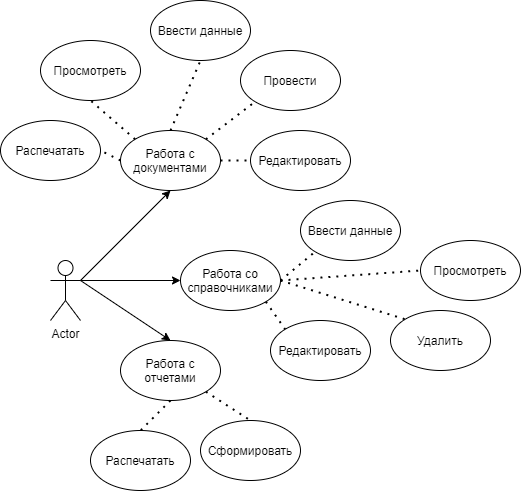 Ввести данные
Просмотреть
Провести
Распечатать
Работа с
документами
Редактировать
Ввести данные
Работа со
справочниками
Просмотреть
Actor
Удалить
Редактировать
Работа с
отчетами
Распечатать
Сформировать